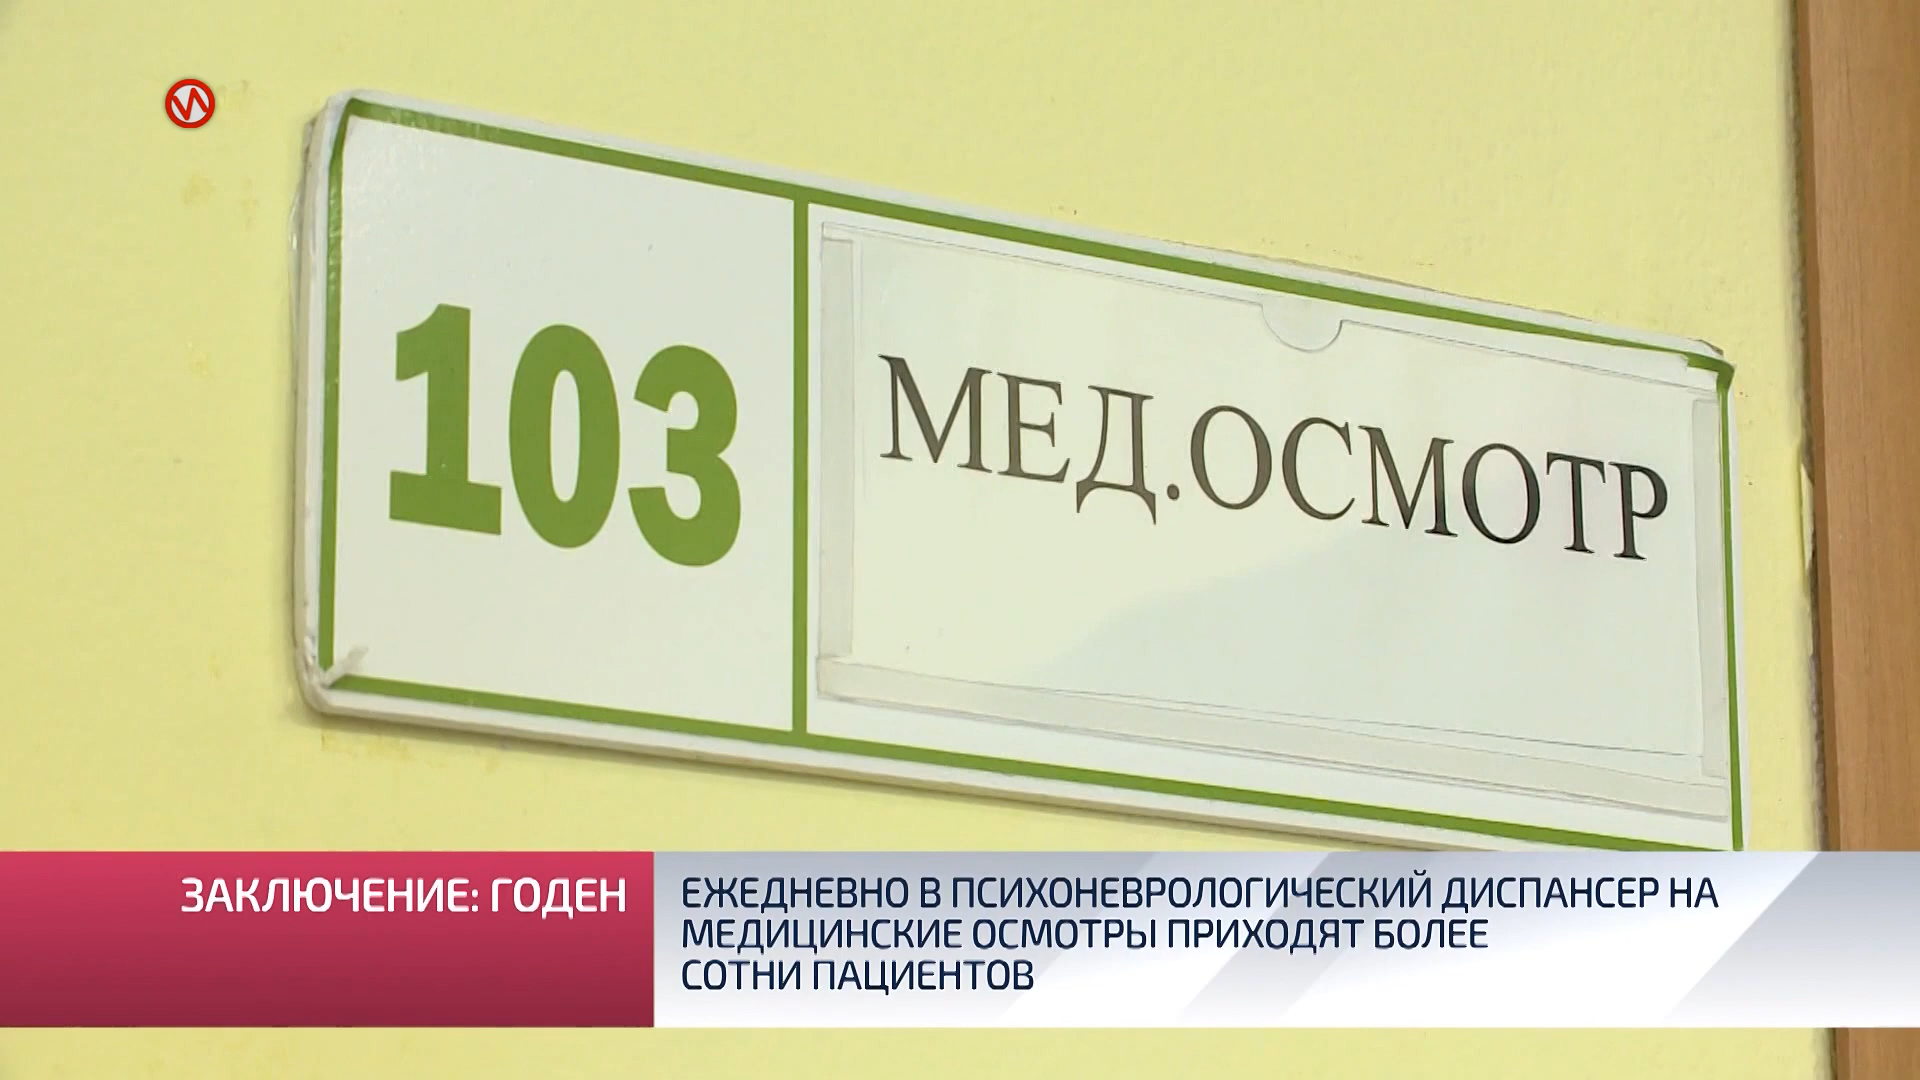 103
МЕД.ОСМОТР
ЗАКЛЮЧЕНИЕ: ГОДЕН
ЕЖЕДНЕВНО В ПСИХОНЕВРОЛОГИЧЕСКИЙ ДИСПАНСЕР НА
МЕДИЦИНСКИЕ ОСМОТРЫ ПРИХОДЯТ БОЛЕЕ
СОТНИ ПАЦИЕНТОВ